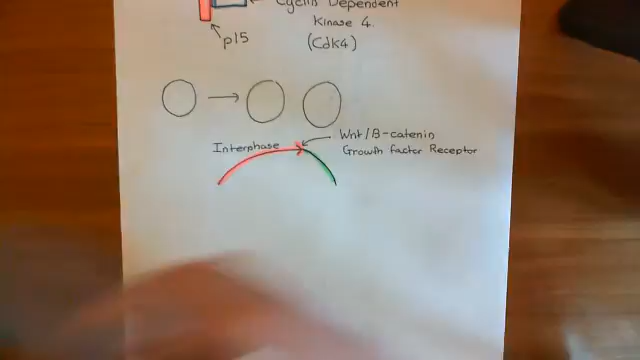 Cyclin Dependent
Kinase 4.
(Cdk4)
p15
Interphase
Wnt/B-catenin
Growth factor Receptor